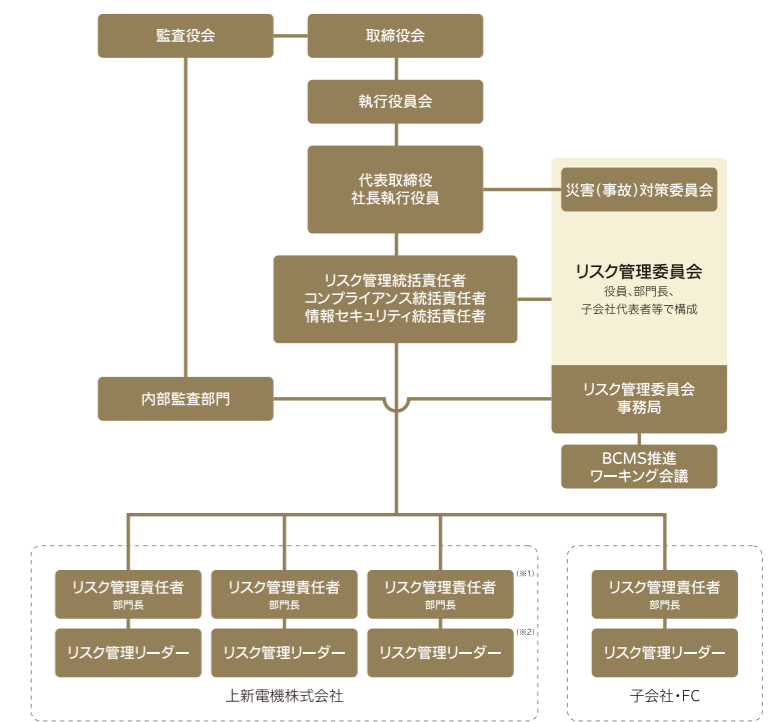 監査役会
取締役会
執行役員会
代表取締役
社長執行役員
災害(事故)対策委員会
リスク管理委員会
役員、部門長、
子会社代表者等で構成
リスク管理統括責任者
コンプライアンス統括責任者
情報セキュリティ統括責任者
内部監査部門
リスク管理委員会
事務局
BCMS推進
ワーキング会議
リスク管理責任者
部門長
リスク管理責任者
部門長
リスク管理責任者
部門長
(※1)
リスク管理責任者
部門長
リスク管理リーダー
リスク管理リーダー
リスク管理リーダー
(※2)
リスク管理リーダー
上新電機株式会社
子会社・FC